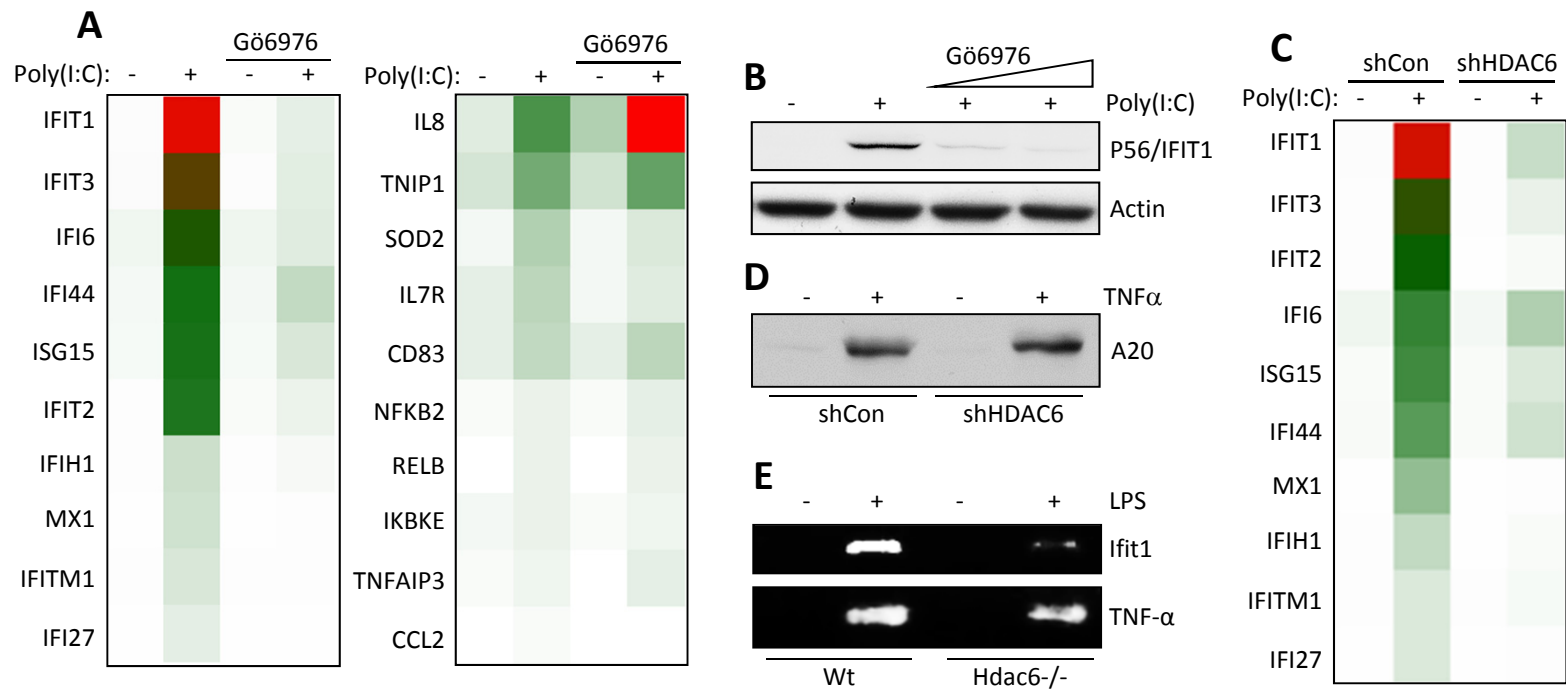 A
Gö6976
Poly(I:C): - + - +
IFIT1
IFIT3
IFI6
IFI44
ISG15
IFIT2
IFIH1
MX1
IFITM1
IFI27
Gö6976
Poly(I:C): - + - +
IL8
TNIP1
SOD2
IL7R
CD83
NFKB2
RELB
IKBKE
TNFAIP3
CCL2
B
Gö6976
- + + + Poly(I:C)
P56/IFIT1
Actin
D
- + - + TNFα
A20
shCon shHDAC6
E
- + - + LPS
Ifit1
TNF-α
Wt Hdac6-/-
C
shCon shHDAC6
Poly(I:C): - + - +
IFIT1
IFIT3
IFIT2
IFI6
ISG15
IFI44
MX1
IFIH1
IFITM1
IFI27